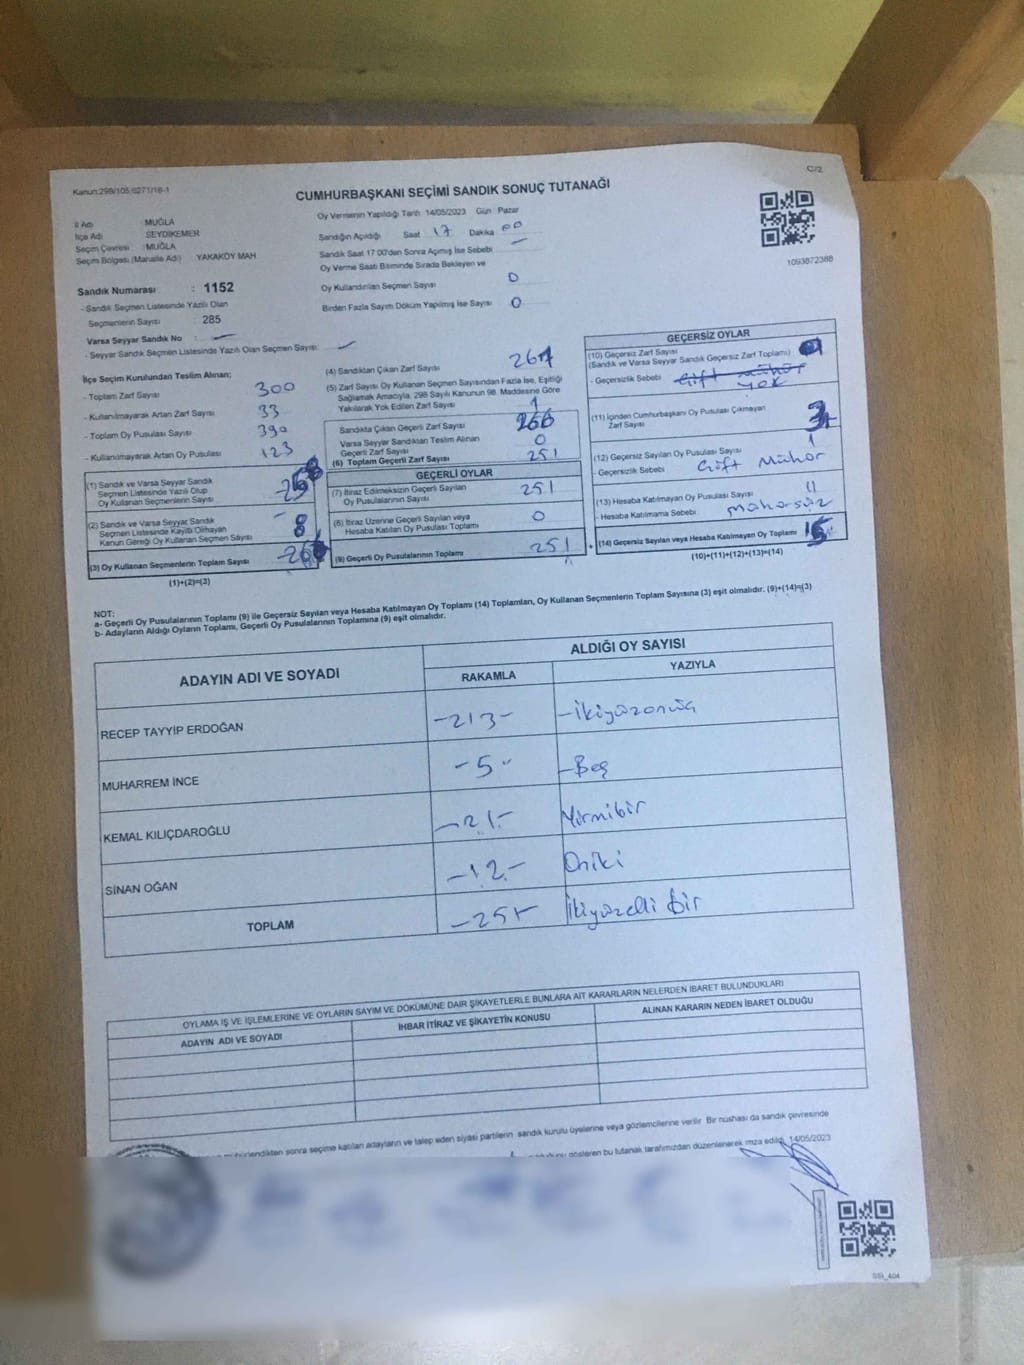 Kanun:298/105;6271/16-1
C/2
CUMHURBAŞKANI SEÇİMİ SANDIK SONUÇ TUTANAĞI
İl Adı MUĞLA
İlçe Adı SEYDİKEMER
Seçim Çevresi : MUĞLA
Seçim Bölgesi (Mahalle Adı) YAKAKÖY MAH
Sandık Numarası : 1152
- Sandık Seçmen Listesinde Yazılı Olan
Seçmenlerin Sayısı : 285
Varsa Seyyar Sandık No : —
- Seyyar Sandık Seçmen Listesinde Yazılı Olan Seçmen Sayısı: —
Oy Vermenin Yapıldığı Tarih 14/05/2023 Gün Pazar
Sandığın Açıldığı Saat 17 Dakika 00
Sandık Saat 17:00'den Sonra Açılmış İse Sebebi —
Oy Verme Saati Bitiminde Sırada Bekleyen ve
Oy Kullandırılan Seçmen Sayısı 0
Birden Fazla Sayım Döküm Yapılmış İse Sayısı 0
1093872388
İlçe Seçim Kurulundan Teslim Alınan;
- Toplam Zarf Sayısı 300
- Kullanılmayarak Artan Zarf Sayısı 33
- Toplam Oy Pusulası Sayısı 390
- Kullanılmayarak Artan Oy Pusulası 123
(1) Sandık ve Varsa Seyyar Sandık
Seçmen Listesinde Yazılı Olup
Oy Kullanan Seçmenlerin Sayısı
(2) Sandık ve Varsa Seyyar Sandık
Seçmen Listesinde Kayıtlı Olmayan
Kanun Gereği Oy Kullanan Seçmen Sayısı 8
(3) Oy Kullanan Seçmenlerin Toplam Sayısı
(1)+(2)=(3)
(4) Sandıktan Çıkan Zarf Sayısı 267
(5) Zarf Sayısı Oy Kullanan Seçmen Sayısından Fazla İse, Eşitliği
Sağlamak Amacıyla, 298 Sayılı Kanunun 98. Maddesine Göre
Yakılarak Yok Edilen Zarf Sayısı 1
Sandıkta Çıkan Geçerli Zarf Sayısı 266
Varsa Seyyar Sandıktan Teslim Alınan
Geçerli Zarf Sayısı 0
(6) Toplam Geçerli Zarf Sayısı 251
GEÇERLİ OYLAR
(7) İtiraz Edilmeksizin Geçerli Sayılan
Oy Pusulalarının Sayısı 251
(8) İtiraz Üzerine Geçerli Sayılan veya
Hesaba Katılan Oy Pusulası Toplamı 0
(9) Geçerli Oy Pusulalarının Toplamı 251
GEÇERSİZ OYLAR
(10) Geçersiz Zarf Sayısı
(Sandık ve Varsa Seyyar Sandık Geçersiz Zarf Toplamı)
- Geçersizlik Sebebi Çift mühür
YOK
(11) İçinden Cumhurbaşkanı Oy Pusulası Çıkmayan
Zarf Sayısı 3
(12) Geçersiz Sayılan Oy Pusulası Sayısı 1
- Geçersizlik Sebebi Çift Mühür
(13) Hesaba Katılmayan Oy Pusulası Sayısı 11
- Hesaba Katılmama Sebebi Mühürsüz
(14) Geçersiz Sayılan veya Hesaba Katılmayan Oy Toplamı 15
(10)+(11)+(12)+(13)=(14)
NOT:
a- Geçerli Oy Pusulalarının Toplamı (9) ile Geçersiz Sayılan veya Hesaba Katılmayan Oy Toplamı (14) Toplamları, Oy Kullanan Seçmenlerin Toplam Sayısına (3) eşit olmalıdır. (9)+(14)=(3)
b- Adayların Aldığı Oyların Toplamı, Geçerli Oy Pusulalarının Toplamına (9) eşit olmalıdır.
ADAYIN ADI VE SOYADI ALDIĞI OY SAYISI
RAKAMLA YAZIYLA
RECEP TAYYİP ERDOĞAN -213- -İkiyüzonüç
MUHARREM İNCE -5- -Beş
KEMAL KILIÇDAROĞLU -21- Yirmibir
SİNAN OĞAN -12- Oniki
TOPLAM -251- İkiyüzelli bir
OYLAMA İŞ VE İŞLEMLERİNE VE OYLARIN SAYIM VE DÖKÜMÜNE DAİR ŞİKAYETLERLE BUNLARA AİT KARARLARIN NELERDEN İBARET BULUNDUKLARI
ADAYIN ADI VE SOYADI İHBAR İTİRAZ VE ŞİKAYETİN KONUSU ALINAN KARARIN NEDEN İBARET OLDUĞU
mühürlendikten sonra seçime katılan adayların ve talep eden siyasi partilerin sandık kurulu üyelerine veya gözlemcilerine verilir. Bir nüshası da sandık çevresinde
gösteren bu tutanak tarafımızdan düzenlenerek imza edildi. 14/05/2023
SSİ_404